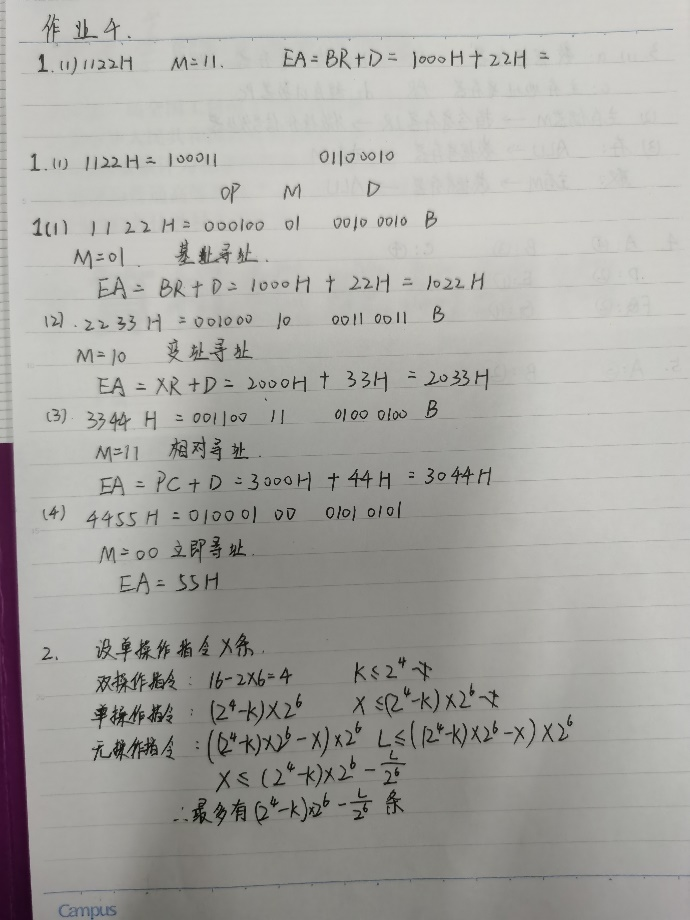 作业4.
1.(1) 1122H M=11. EA=BR+D=1000H+22H=
1.(1) 1122H=100011 01100010
OP M D
1(1) 1122H=000100 01 0010 0010 B
M=01. 基址寻址.
EA=BR+D=1000H+22H=1022H
(2). 2233H=001000 10 0011 0011 B
M=10 变址寻址
EA=XR+D=2000H+33H=2033H
(3) 3344H=001100 11 0100 0100 B
M=11 相对寻址.
EA=PC+D=3000H+44H=3044H
(4) 4455H=010001 00 0101 0101
M=00 立即寻址.
EA=55H
2. 设单操作指令X条.
双操作指令: 16-2×6=4 K≤2⁴
单操作指令: (2⁴-k)×2⁶ X≤(2⁴-k)×2⁶
无操作指令: ((2⁴-k)×2⁶-X)×2⁶ L≤((2⁴-k)×2⁶-X)×2⁶
X≤(2⁴-k)×2⁶-L/2⁶
∴最多有(2⁴-k)×2⁶-L/2⁶ 条
Campus